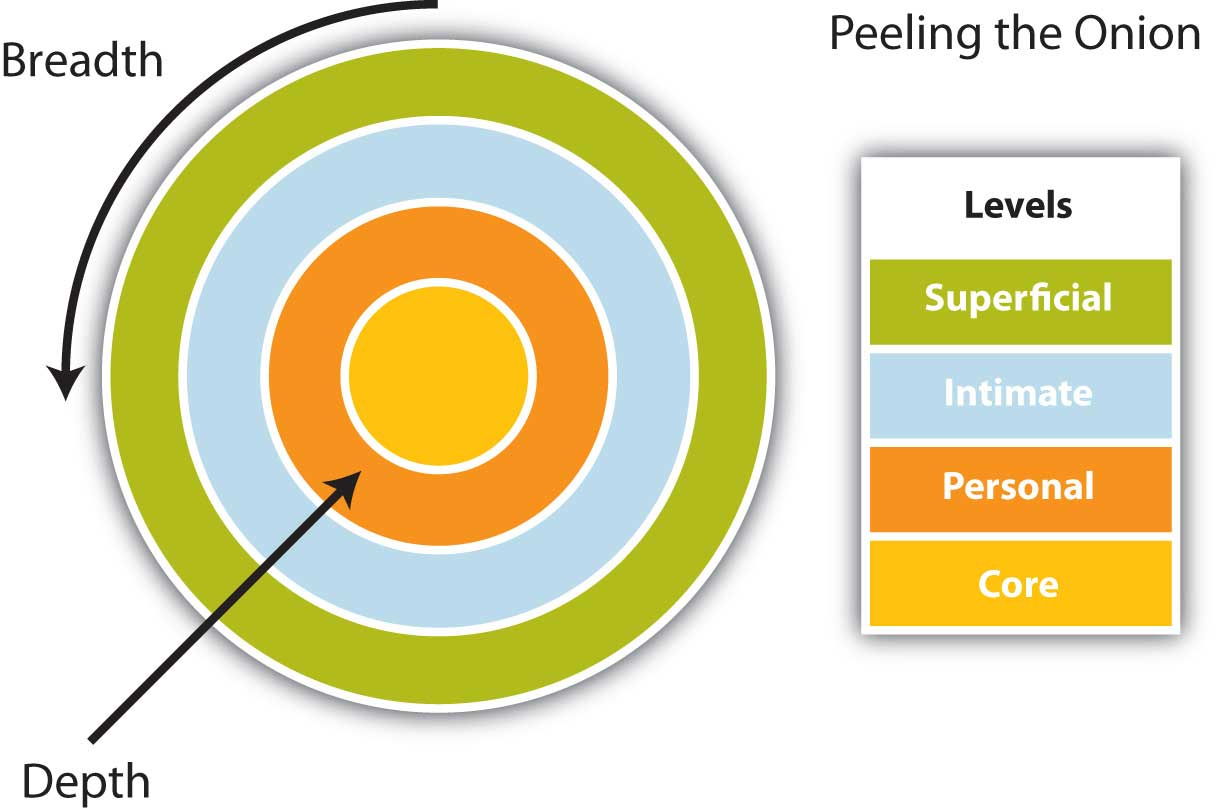 Peeling the Onion
Breadth
Levels
Superficial
Intimate
Personal
Core
Depth